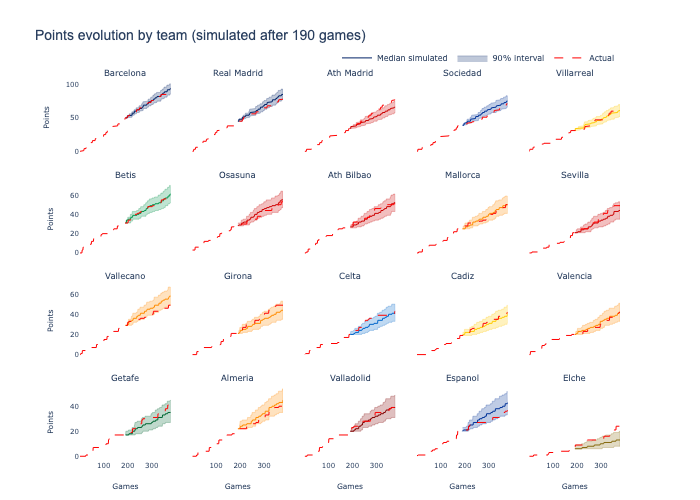 Points evolution by team (simulated after 190 games)
Median simulated 90% interval Actual
Barcelona Real Madrid Ath Madrid Sociedad Villarreal
100
50
0
Points
Betis Osasuna Ath Bilbao Mallorca Sevilla
60
40
20
0
Points
Vallecano Girona Celta Cadiz Valencia
60
40
20
0
Points
Getafe Almeria Valladolid Espanol Elche
40
20
0
Points
100 200 300 100 200 300 100 200 300 100 200 300 100 200 300
Games Games Games Games Games